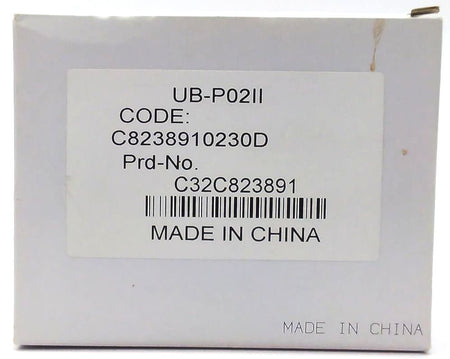 UB-P02II
CODE:
C8238910230D
Prd-No.
C32C823891
MADE IN CHINA
MADE IN CHINA